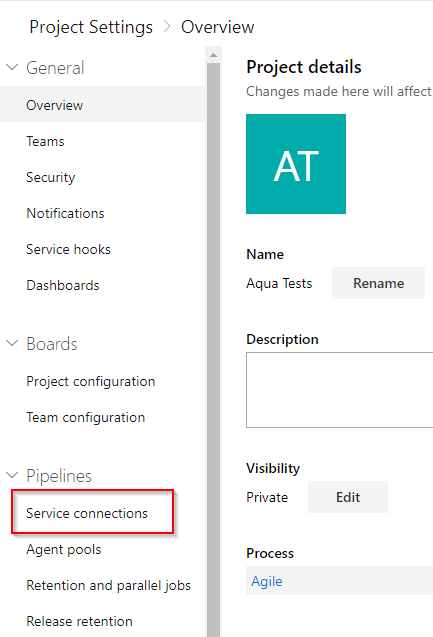 Project Settings > Overview
General
Overview
Teams
Security
Notifications
Service hooks
Dashboards
Boards
Project configuration
Team configuration
Pipelines
Service connections
Agent pools
Retention and parallel jobs
Release retention
Project details
Changes made here will affect
AT
Name
Aqua Tests Rename
Description
Visibility
Private Edit
Process
Agile